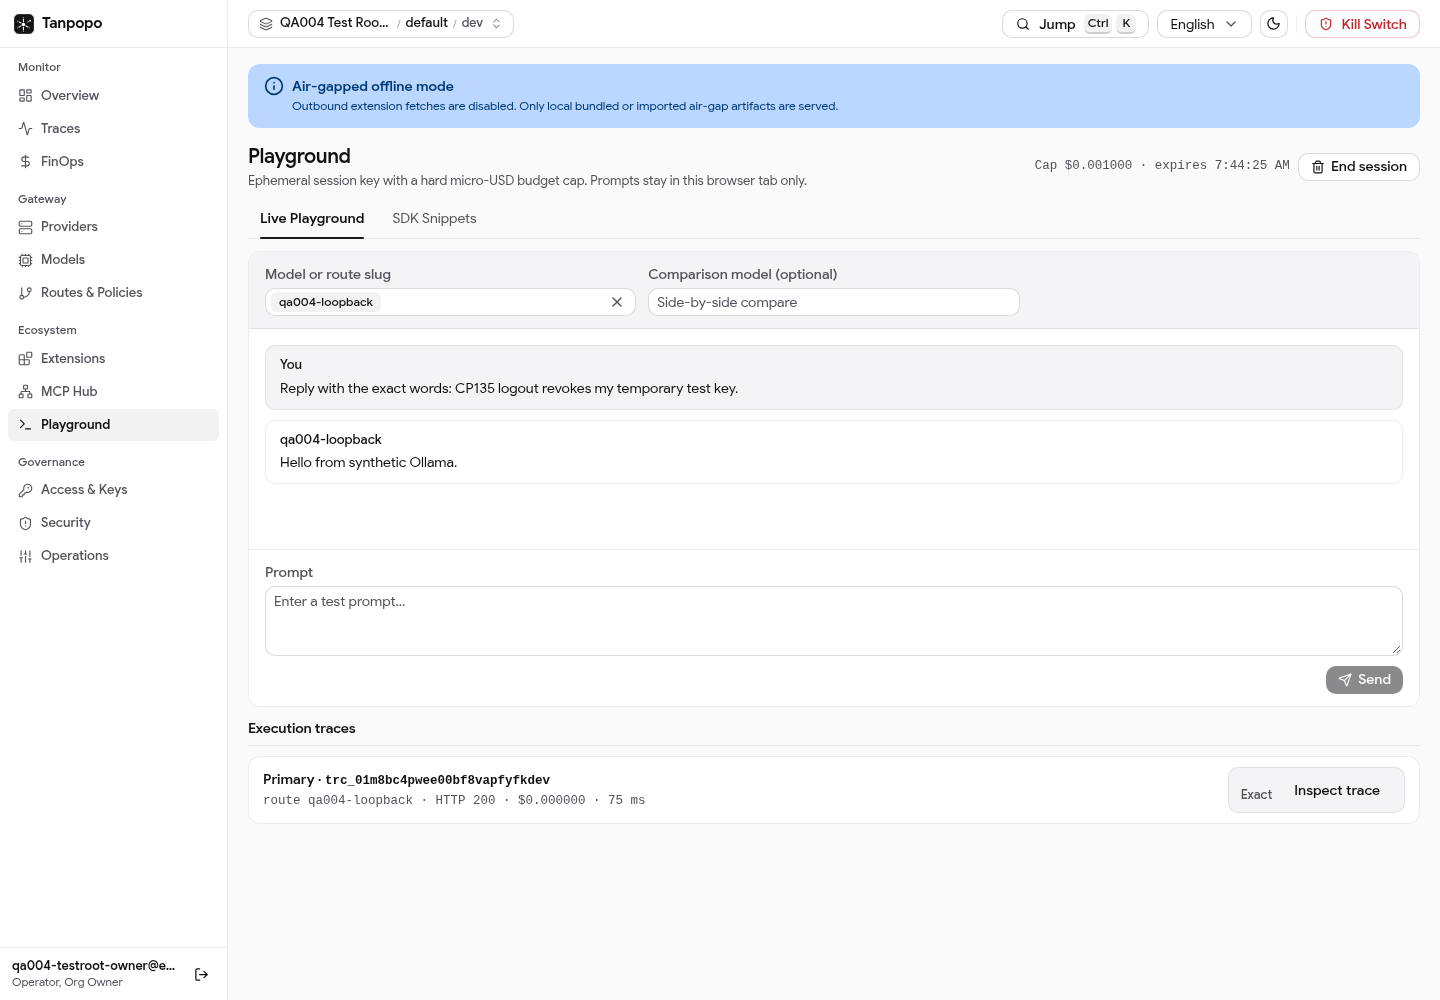 Tanpopo
QA004 Test Roo... / default / dev
Jump Ctrl K
English
Kill Switch
Monitor
Overview
Traces
FinOps
Gateway
Providers
Models
Routes & Policies
Ecosystem
Extensions
MCP Hub
Playground
Governance
Access & Keys
Security
Operations
qa004-testroot-owner@e...
Operator, Org Owner
Air-gapped offline mode
Outbound extension fetches are disabled. Only local bundled or imported air-gap artifacts are served.
Playground
Ephemeral session key with a hard micro-USD budget cap. Prompts stay in this browser tab only.
Cap $0.001000 · expires 7:44:25 AM
End session
Live Playground
SDK Snippets
Model or route slug
Comparison model (optional)
qa004-loopback
Side-by-side compare
You
Reply with the exact words: CP135 logout revokes my temporary test key.
qa004-loopback
Hello from synthetic Ollama.
Prompt
Enter a test prompt...
Send
Execution traces
Primary · trc_01m8bc4pwee00bf8vapfyfkdev
route qa004-loopback · HTTP 200 · $0.000000 · 75 ms
Exact
Inspect trace